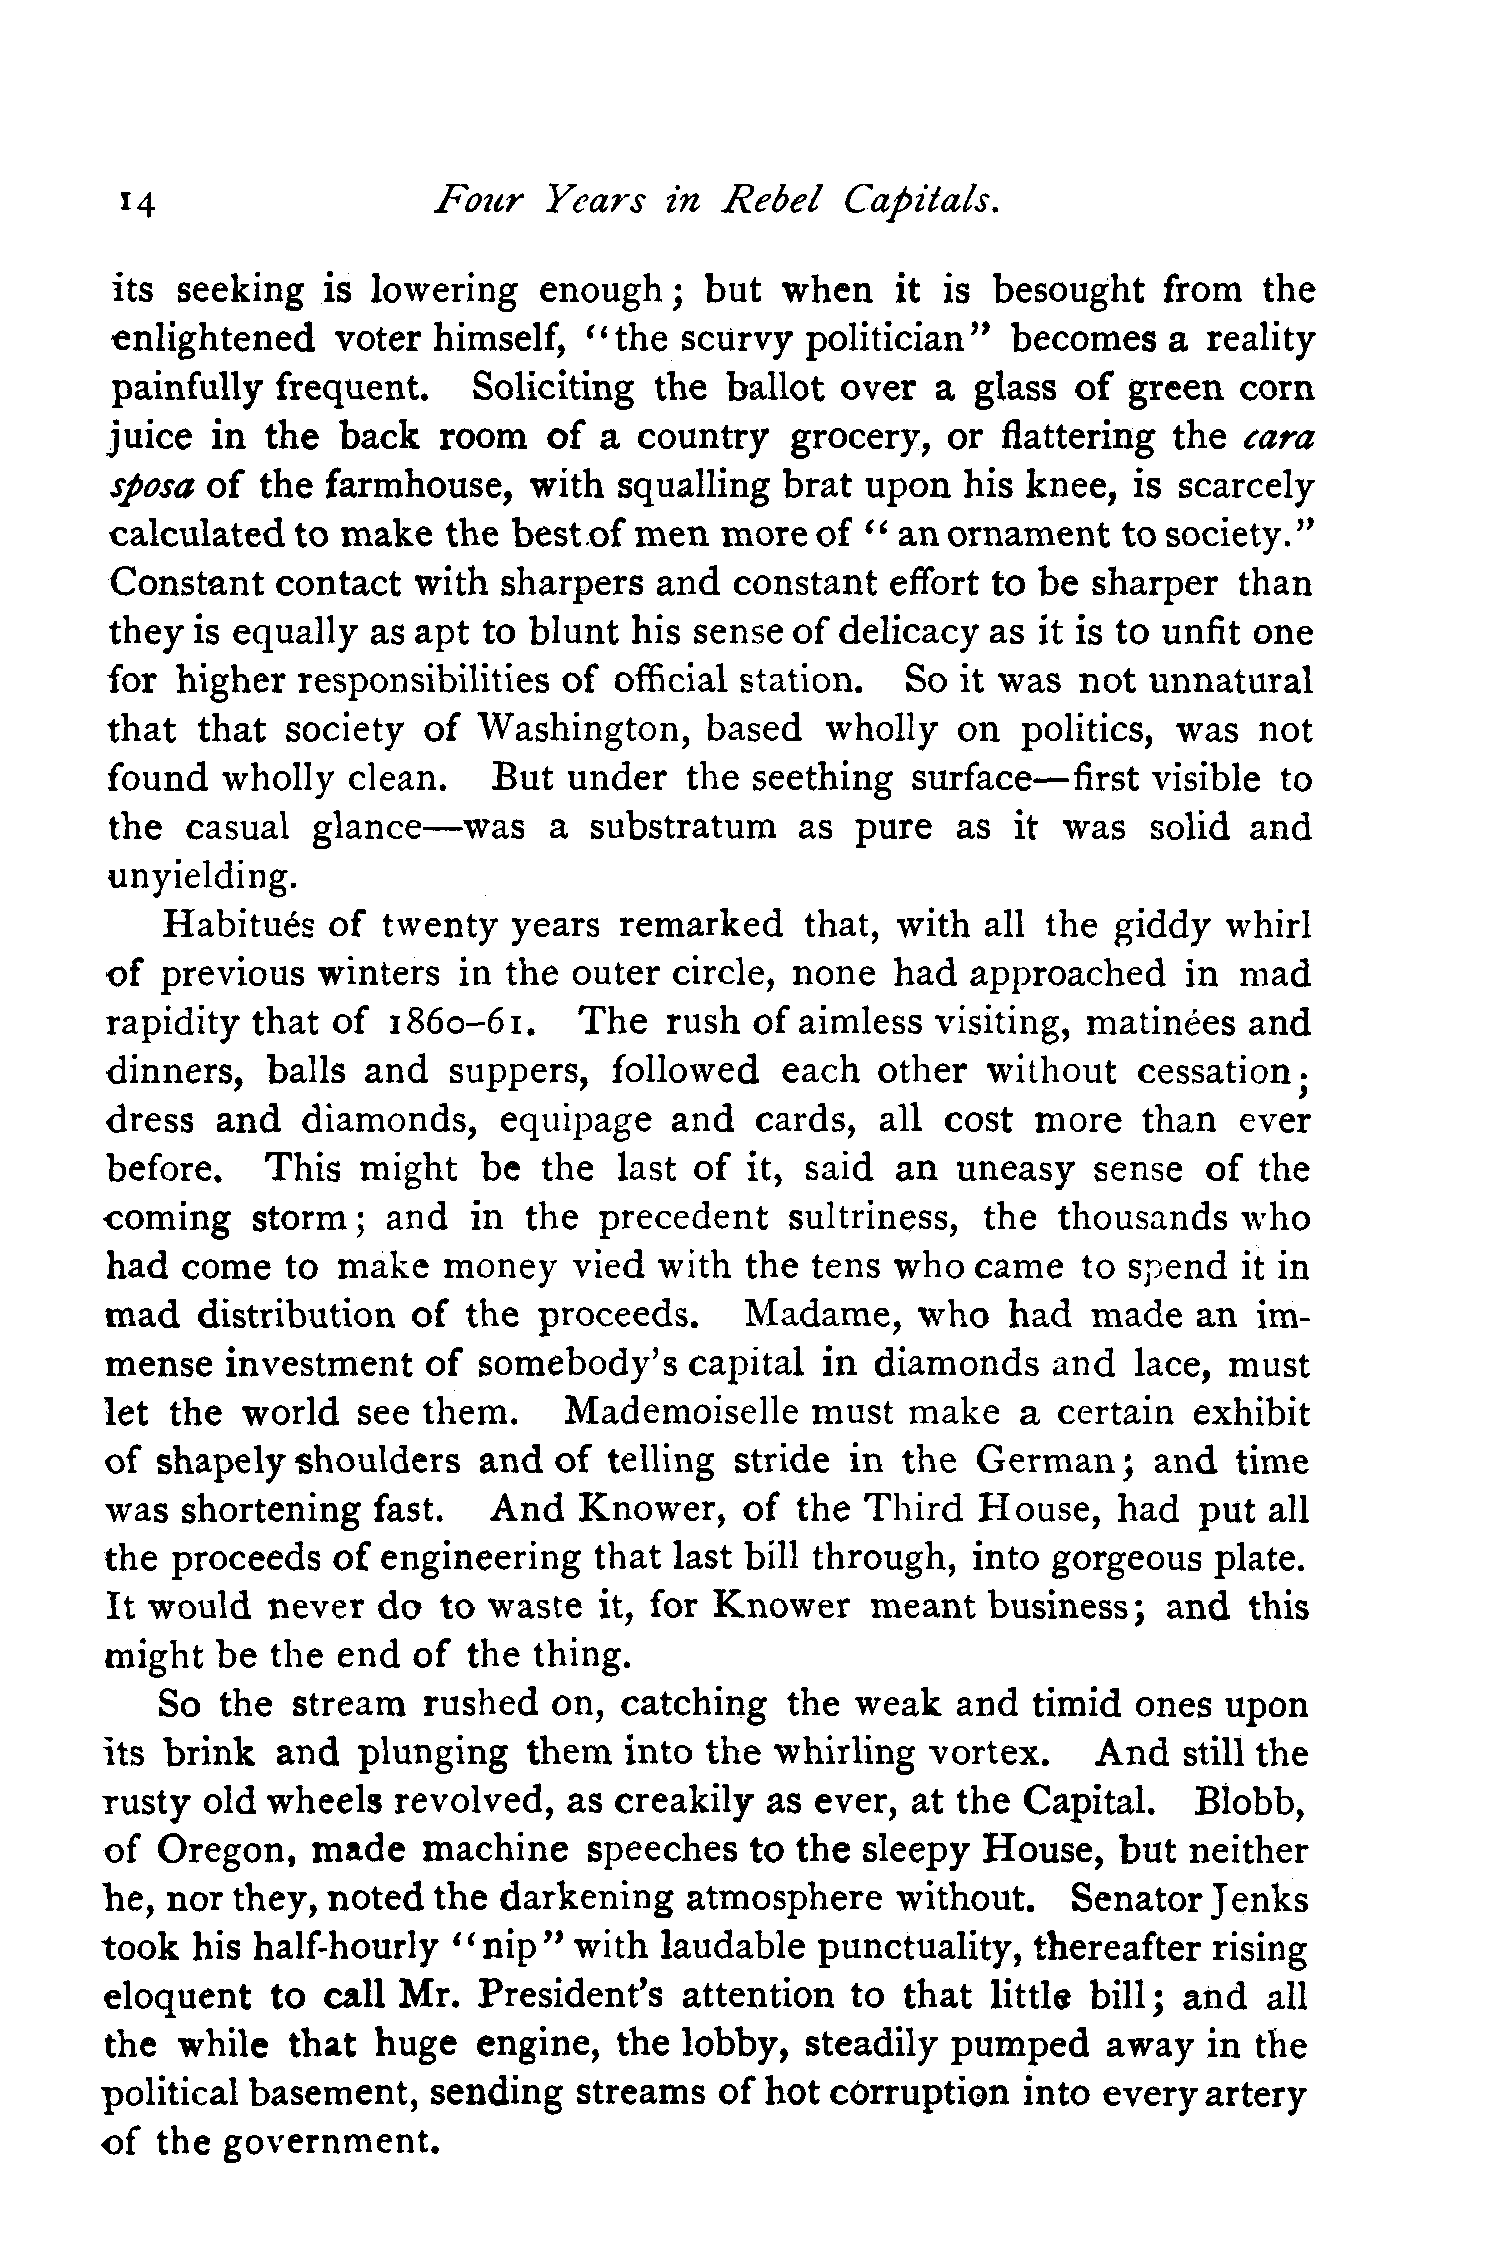 14 Four Years in Rebel Capitals.
its seeking is lowering enough; but when it is besought from the
enlightened voter himself, "the scurvy politician" becomes a reality
painfully frequent. Soliciting the ballot over a glass of green corn
juice in the back room of a country grocery, or flattering the cara
sposa of the farmhouse, with squalling brat upon his knee, is scarcely
calculated to make the best of men more of "an ornament to society."
Constant contact with sharpers and constant effort to be sharper than
they is equally as apt to blunt his sense of delicacy as it is to unfit one
for higher responsibilities of official station. So it was not unnatural
that that society of Washington, based wholly on politics, was not
found wholly clean. But under the seething surface—first visible to
the casual glance—was a substratum as pure as it was solid and
unyielding.
Habitués of twenty years remarked that, with all the giddy whirl
of previous winters in the outer circle, none had approached in mad
rapidity that of 1860-61. The rush of aimless visiting, matinées and
dinners, balls and suppers, followed each other without cessation;
dress and diamonds, equipage and cards, all cost more than ever
before. This might be the last of it, said an uneasy sense of the
coming storm; and in the precedent sultriness, the thousands who
had come to make money vied with the tens who came to spend it in
mad distribution of the proceeds. Madame, who had made an im-
mense investment of somebody's capital in diamonds and lace, must
let the world see them. Mademoiselle must make a certain exhibit
of shapely shoulders and of telling stride in the German; and time
was shortening fast. And Knower, of the Third House, had put all
the proceeds of engineering that last bill through, into gorgeous plate.
It would never do to waste it, for Knower meant business; and this
might be the end of the thing.
So the stream rushed on, catching the weak and timid ones upon
its brink and plunging them into the whirling vortex. And still the
rusty old wheels revolved, as creakily as ever, at the Capital. Blobb,
of Oregon, made machine speeches to the sleepy House, but neither
he, nor they, noted the darkening atmosphere without. Senator Jenks
took his half-hourly "nip" with laudable punctuality, thereafter rising
eloquent to call Mr. President's attention to that little bill; and all
the while that huge engine, the lobby, steadily pumped away in the
political basement, sending streams of hot corruption into every artery
of the government.